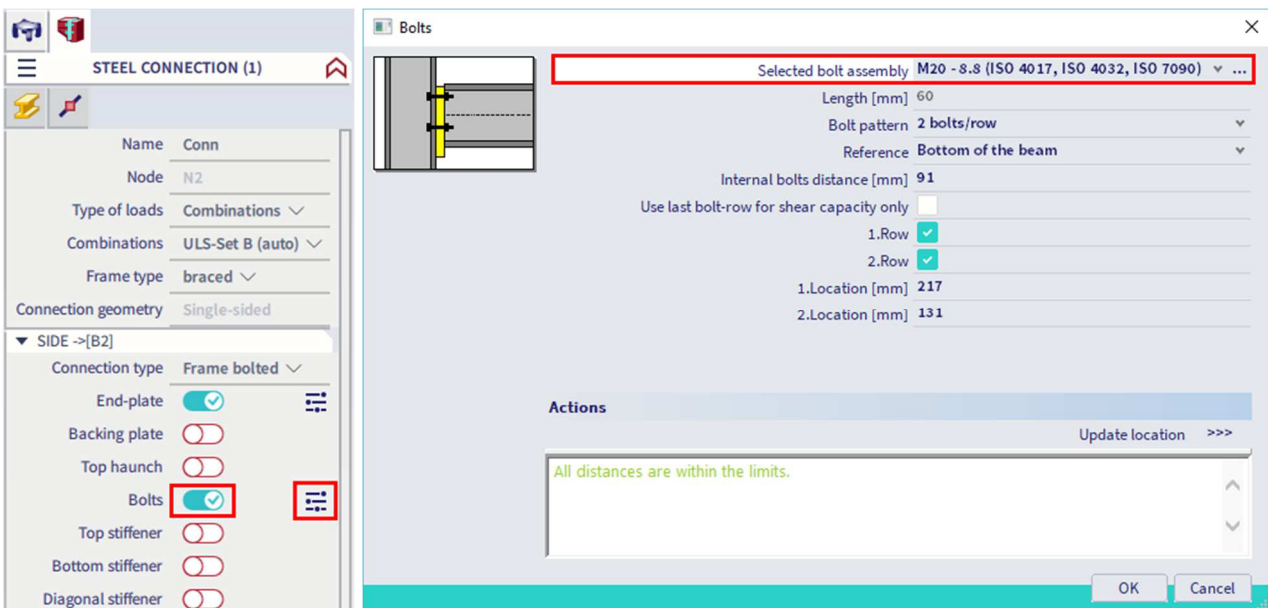 STEEL CONNECTION (1)
Name Conn
Node N2
Type of loads Combinations
Combinations ULS-Set B (auto)
Frame type braced
Connection geometry Single-sided
SIDE ->[B2]
Connection type Frame bolted
End-plate
Backing plate
Top haunch
Bolts
Top stiffener
Bottom stiffener
Diagonal stiffener
Bolts
Selected bolt assembly M20 - 8.8 (ISO 4017, ISO 4032, ISO 7090) ...
Length [mm] 60
Bolt pattern 2 bolts/row
Reference Bottom of the beam
Internal bolts distance [mm] 91
Use last bolt-row for shear capacity only
1.Row
2.Row
1.Location [mm] 217
2.Location [mm] 131
Actions
Update location >>>
All distances are within the limits.
OK Cancel